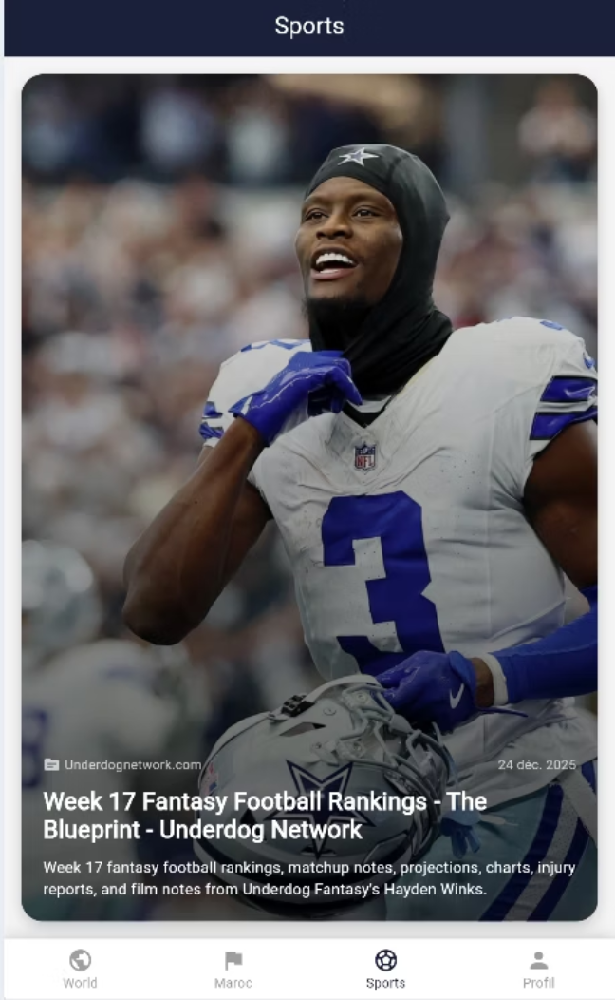 Sports
NFL
3
Underdognetwork.com
24 déc. 2025
Week 17 Fantasy Football Rankings - The
Blueprint - Underdog Network
Week 17 fantasy football rankings, matchup notes, projections, charts, injury
reports, and film notes from Underdog Fantasy's Hayden Winks.
World
Maroc
Sports
Profil